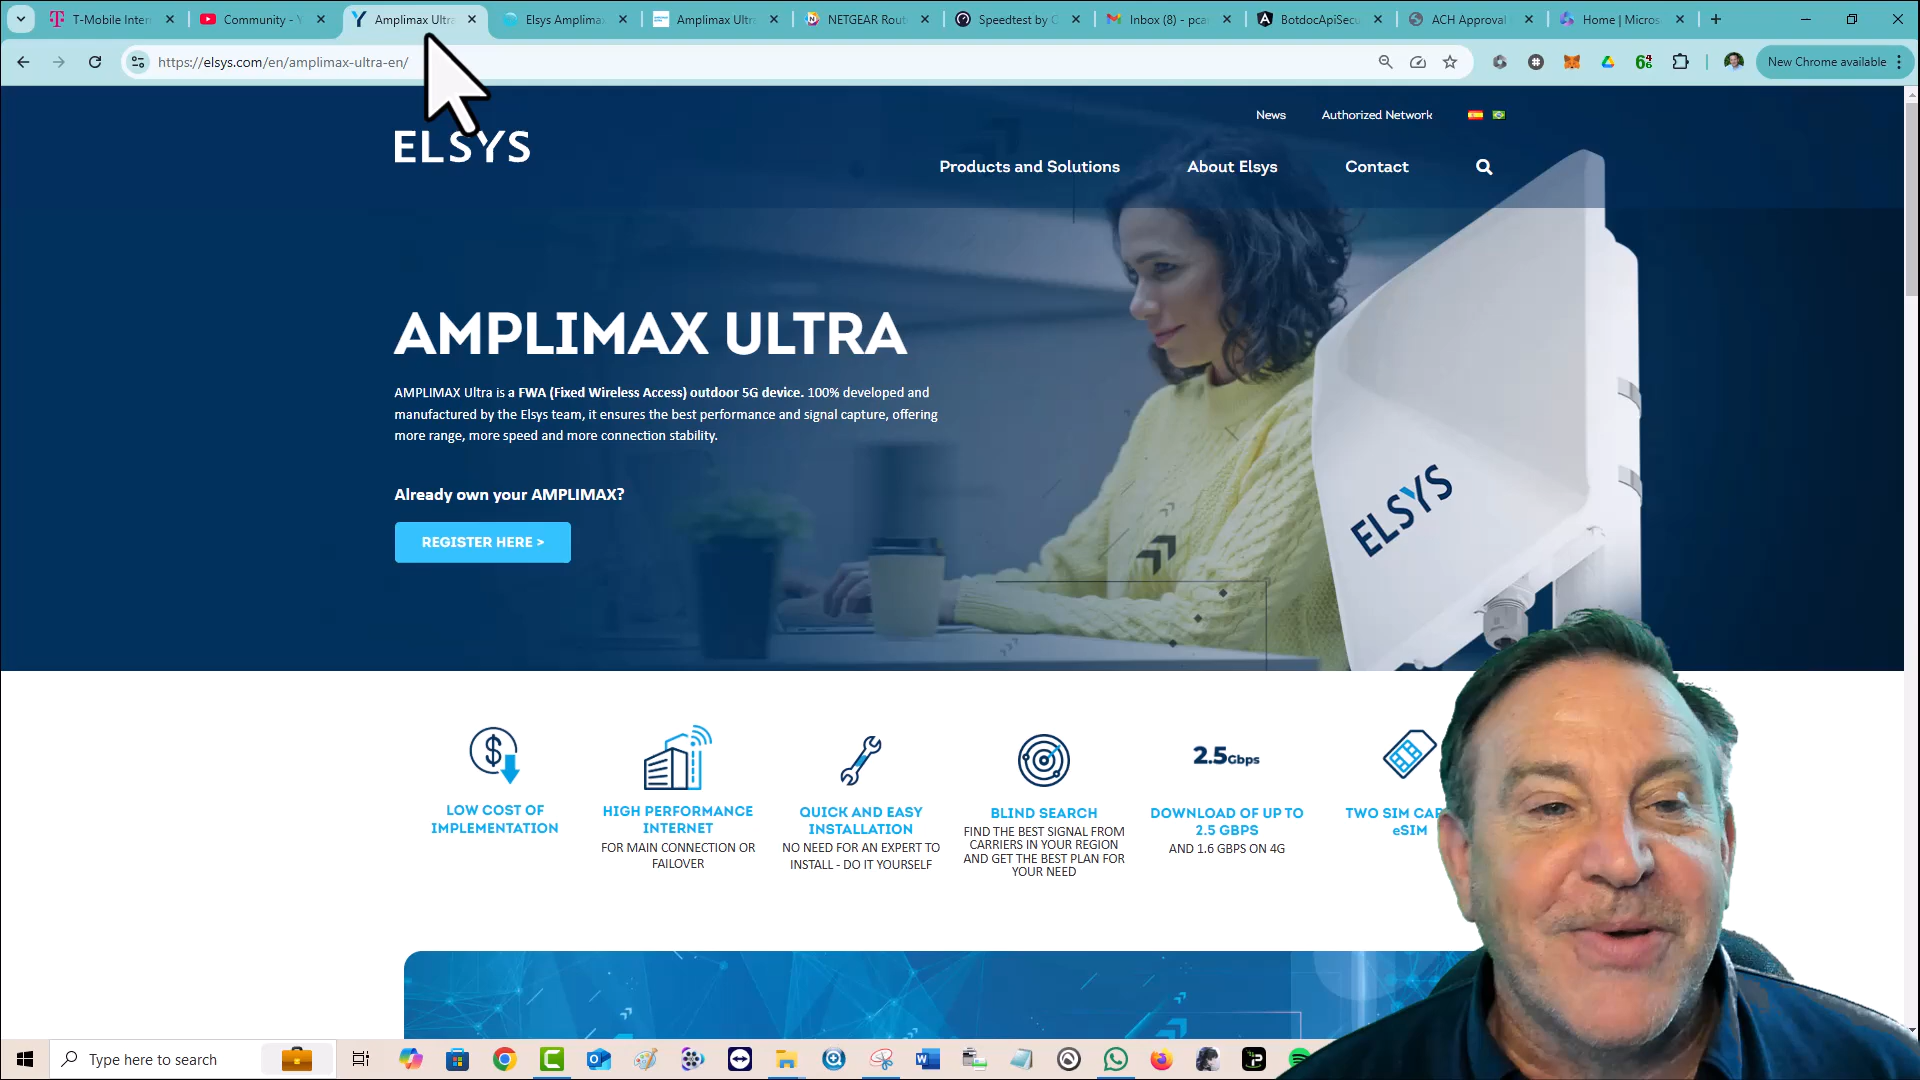 T-Mobile Inter
Community - Y
Amplimax Ultra
Elsys Amplimax
Amplimax Ultra
NETGEAR Rout
Speedtest by O
Inbox (8) - pca
BotdocApiSecu
ACH Approval
Home | Micros
https://elsys.com/en/amplimax-ultra-en/
New Chrome available
News
Authorized Network
ELSYS
Products and Solutions
About Elsys
Contact
AMPLIMAX ULTRA
AMPLIMAX Ultra is a FWA (Fixed Wireless Access) outdoor 5G device. 100% developed and
manufactured by the Elsys team, it ensures the best performance and signal capture, offering
more range, more speed and more connection stability.
Already own your AMPLIMAX?
REGISTER HERE >
ELSYS
LOW COST OF
IMPLEMENTATION
HIGH PERFORMANCE
INTERNET
FOR MAIN CONNECTION OR
FAILOVER
QUICK AND EASY
INSTALLATION
NO NEED FOR AN EXPERT TO
INSTALL - DO IT YOURSELF
BLIND SEARCH
FIND THE BEST SIGNAL FROM
CARRIERS IN YOUR REGION
AND GET THE BEST PLAN FOR
YOUR NEED
2.5Gbps
DOWNLOAD OF UP TO
2.5 GBPS
AND 1.6 GBPS ON 4G
TWO SIM CAR
eSIM
Type here to search